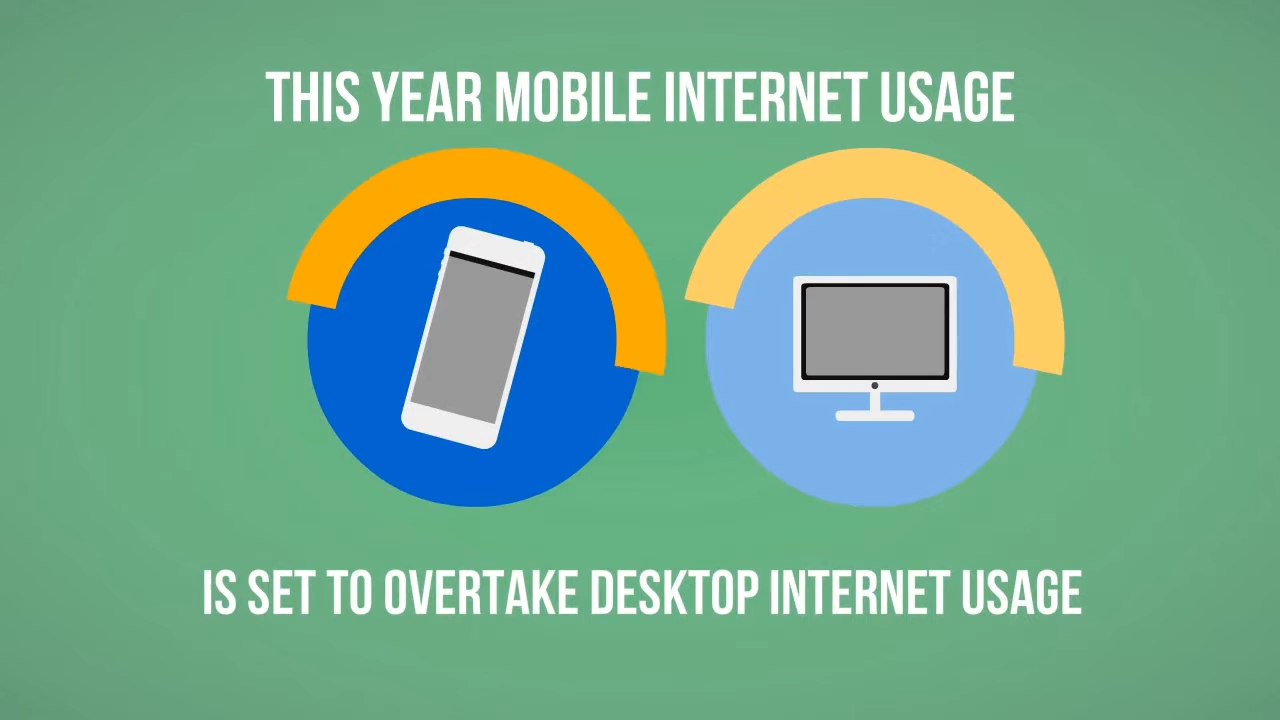 THIS YEAR MOBILE INTERNET USAGE
IS SET TO OVERTAKE DESKTOP INTERNET USAGE